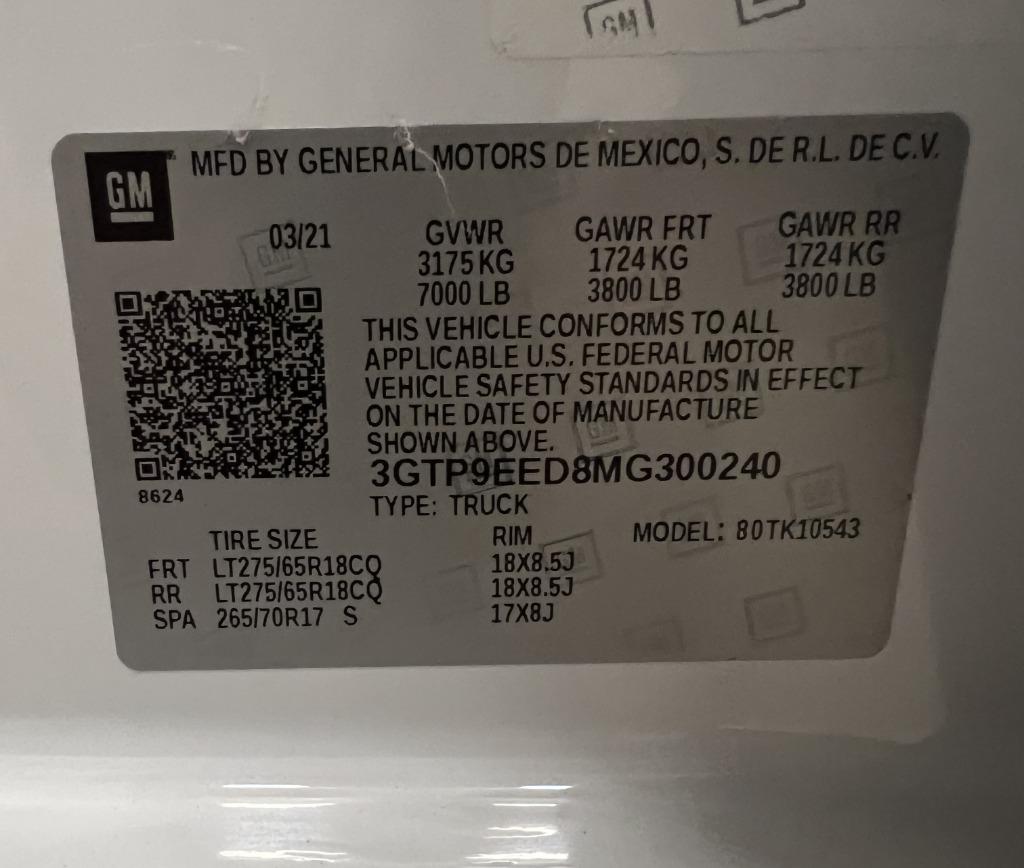 GM
GM MFD BY GENERAL MOTORS DE MEXICO, S. DE R.L. DE C.V.
03/21 GVWR GAWR FRT GAWR RR
3175 KG 1724 KG 1724 KG
7000 LB 3800 LB 3800 LB
THIS VEHICLE CONFORMS TO ALL
APPLICABLE U.S. FEDERAL MOTOR
VEHICLE SAFETY STANDARDS IN EFFECT
ON THE DATE OF MANUFACTURE
SHOWN ABOVE.
3GTP9EED8MG300240
8624
TYPE: TRUCK
TIRE SIZE RIM MODEL: 80TK10543
FRT LT275/65R18CQ 18X8.5J
RR LT275/65R18CQ 18X8.5J
SPA 265/70R17 S 17X8J